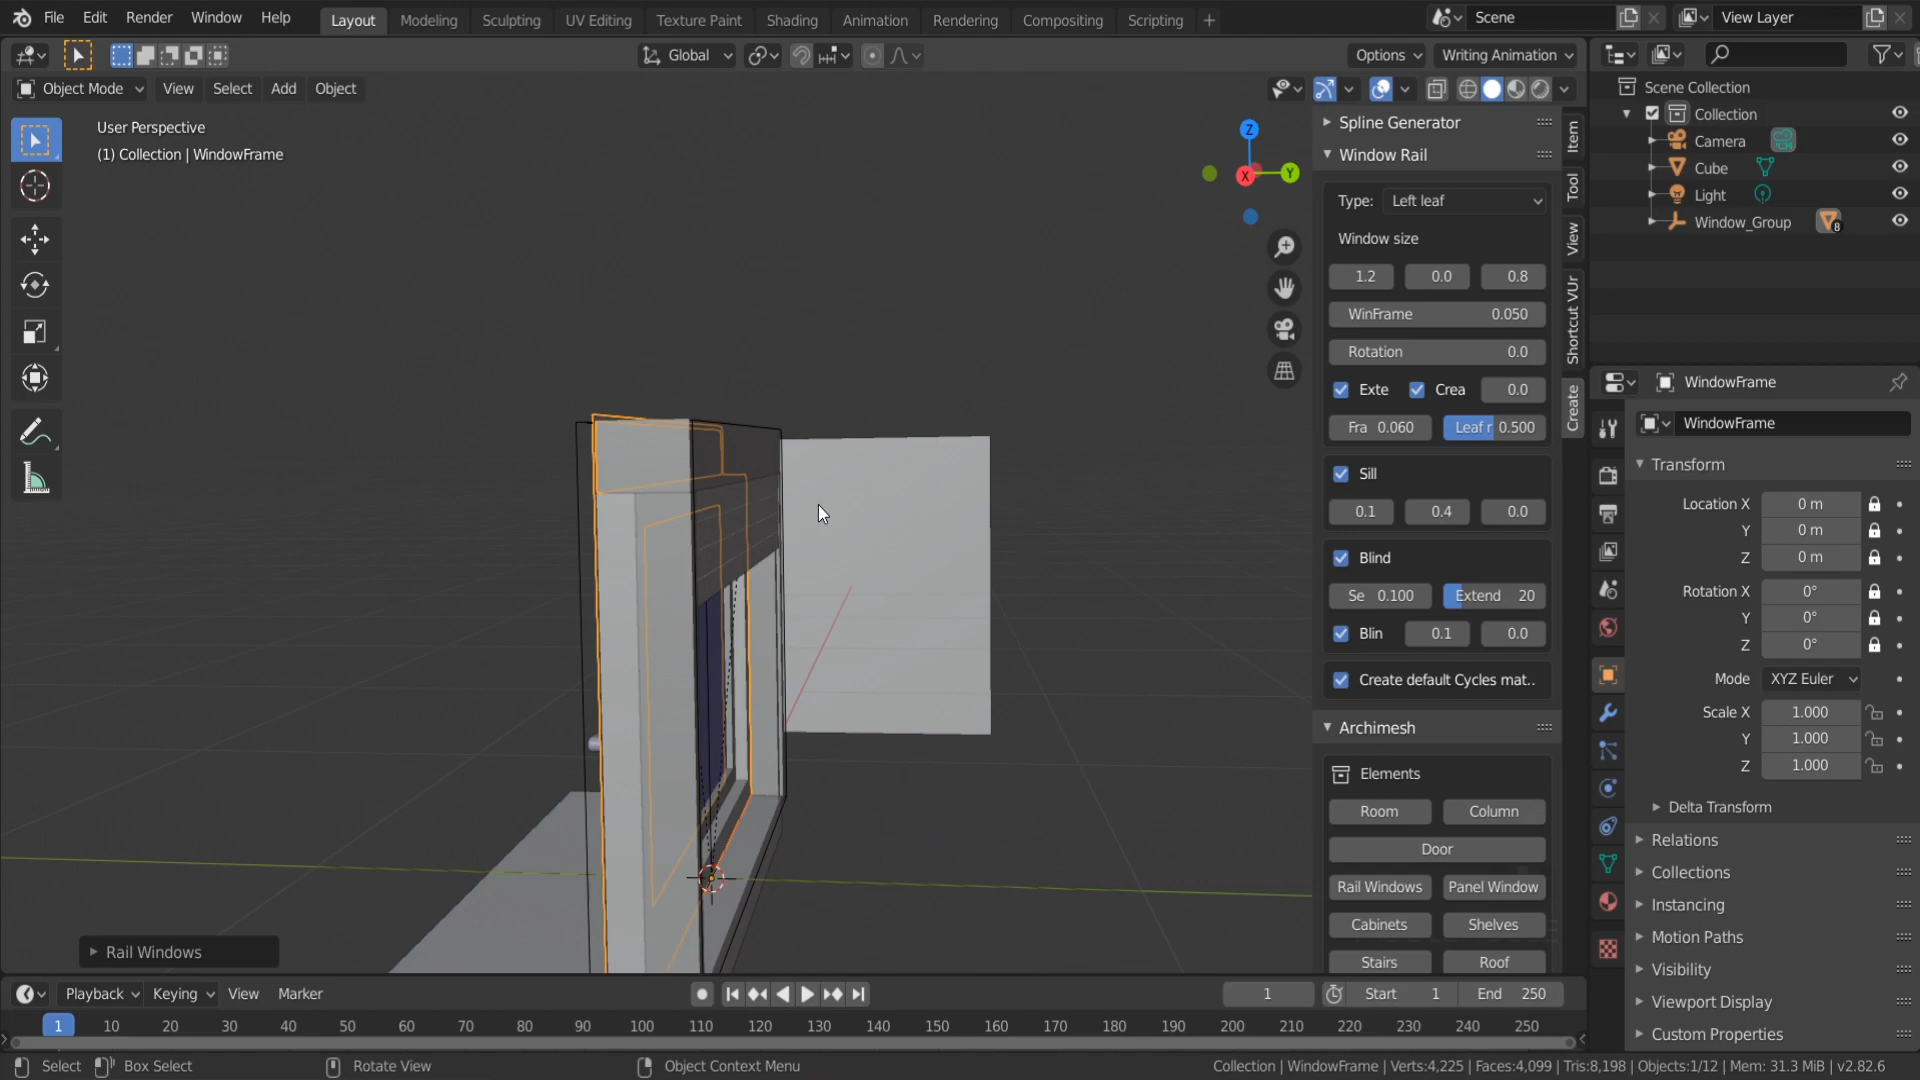 File Edit Render Window Help Layout Modeling Sculpting UV Editing Texture Paint Shading Animation Rendering Compositing Scripting + Scene View Layer
Global Options Writing Animation
Object Mode View Select Add Object
User Perspective
(1) Collection | WindowFrame
Z
Y
X
Spline Generator
Window Rail
Type: Left leaf
Window size
1.2 0.0 0.8
WinFrame 0.050
Rotation 0.0
Exte Crea 0.0
Fra 0.060 Leaf r 0.500
Sill
0.1 0.4 0.0
Blind
Se 0.100 Extend 20
Blin 0.1 0.0
Create default Cycles mat..
Archimesh
Elements
Room Column
Door
Rail Windows Panel Window
Cabinets Shelves
Stairs Roof
Item
Tool
View
Shortcut VUr
Create
Scene Collection
Collection
Camera
Cube
Light
Window_Group 8
WindowFrame
WindowFrame
Transform
Location X 0 m
Y 0 m
Z 0 m
Rotation X 0°
Y 0°
Z 0°
Mode XYZ Euler
Scale X 1.000
Y 1.000
Z 1.000
Delta Transform
Relations
Collections
Instancing
Motion Paths
Visibility
Viewport Display
Custom Properties
Rail Windows
Playback Keying View Marker 1 Start 1 End 250
1 10 20 30 40 50 60 70 80 90 100 110 120 130 140 150 160 170 180 190 200 210 220 230 240 250
Select Box Select Rotate View Object Context Menu Collection | WindowFrame | Verts:4,225 | Faces:4,099 | Tris:8,198 | Objects:1/12 | Mem: 31.3 MiB | v2.82.6